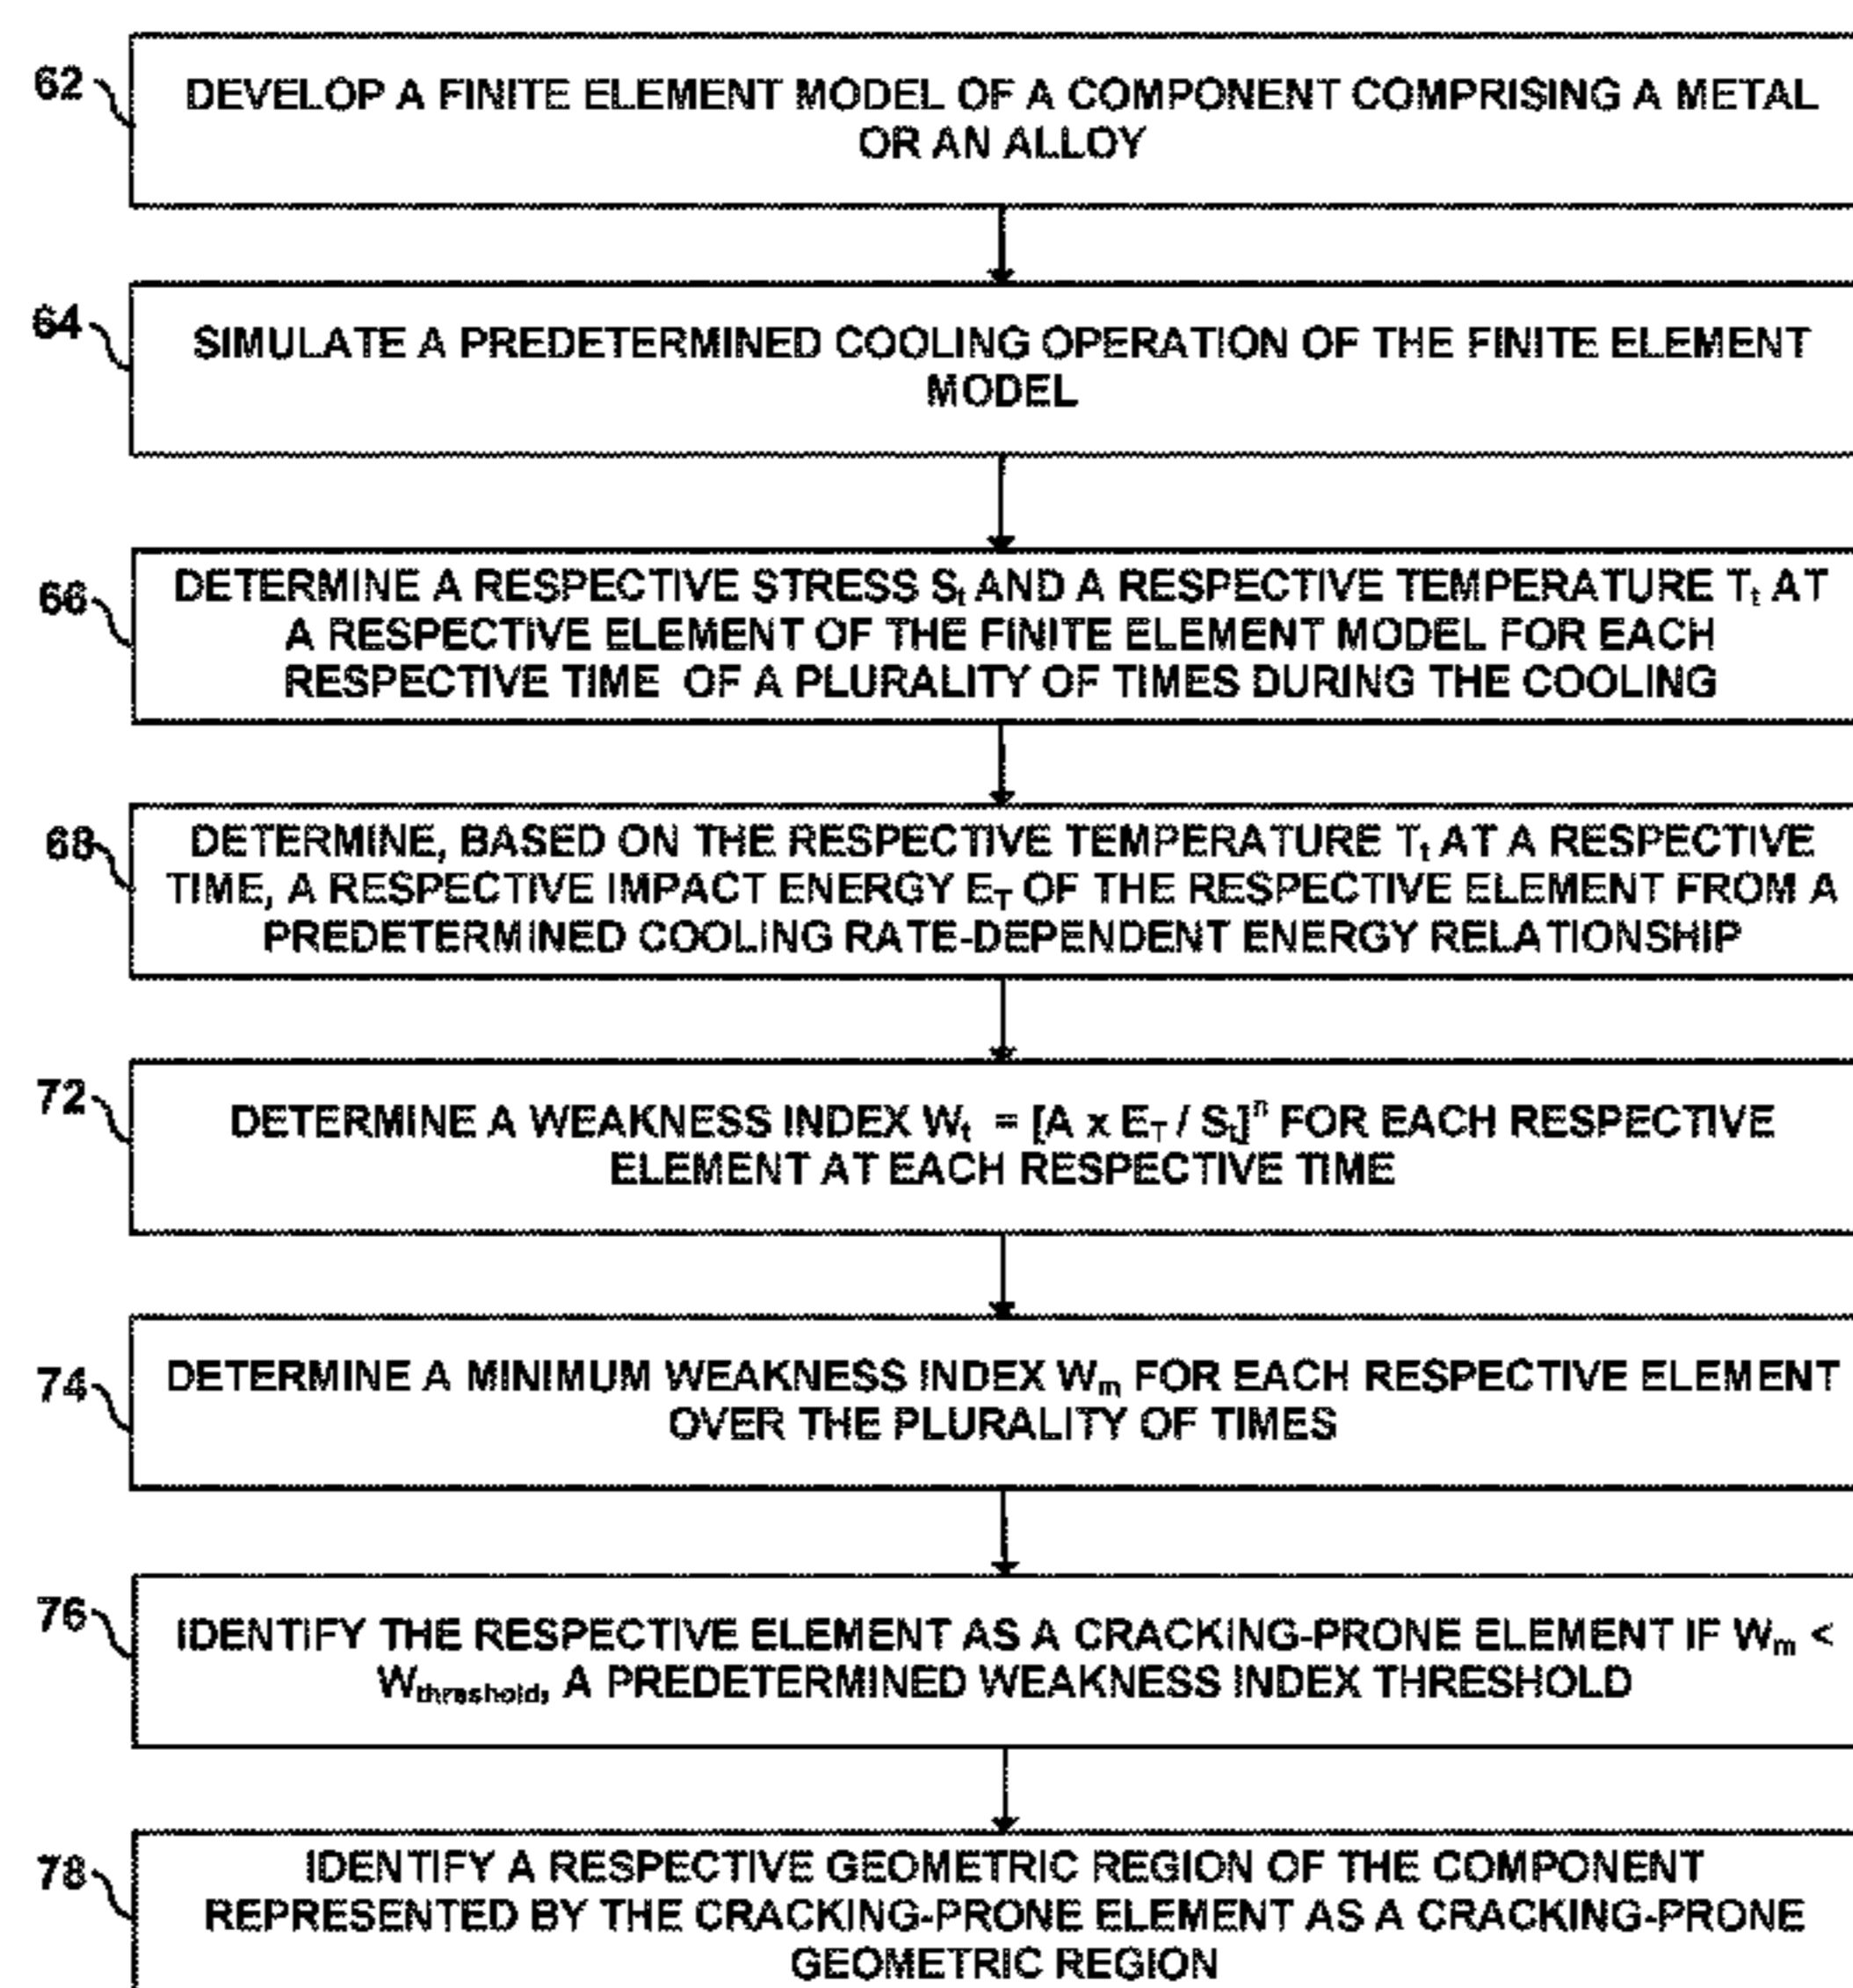 62
DEVELOP A FINITE ELEMENT MODEL OF A COMPONENT COMPRISING A METAL
OR AN ALLOY
64
SIMULATE A PREDETERMINED COOLING OPERATION OF THE FINITE ELEMENT
MODEL
66
DETERMINE A RESPECTIVE STRESS Sₜ AND A RESPECTIVE TEMPERATURE Tₜ AT
A RESPECTIVE ELEMENT OF THE FINITE ELEMENT MODEL FOR EACH
RESPECTIVE TIME OF A PLURALITY OF TIMES DURING THE COOLING
68
DETERMINE, BASED ON THE RESPECTIVE TEMPERATURE Tₜ AT A RESPECTIVE
TIME, A RESPECTIVE IMPACT ENERGY E_T OF THE RESPECTIVE ELEMENT FROM A
PREDETERMINED COOLING RATE-DEPENDENT ENERGY RELATIONSHIP
72
DETERMINE A WEAKNESS INDEX Wₜ = [A x E_T / Sₜ]ⁿ FOR EACH RESPECTIVE
ELEMENT AT EACH RESPECTIVE TIME
74
DETERMINE A MINIMUM WEAKNESS INDEX Wₘ FOR EACH RESPECTIVE ELEMENT
OVER THE PLURALITY OF TIMES
76
IDENTIFY THE RESPECTIVE ELEMENT AS A CRACKING-PRONE ELEMENT IF Wₘ <
W_threshold, A PREDETERMINED WEAKNESS INDEX THRESHOLD
78
IDENTIFY A RESPECTIVE GEOMETRIC REGION OF THE COMPONENT
REPRESENTED BY THE CRACKING-PRONE ELEMENT AS A CRACKING-PRONE
GEOMETRIC REGION